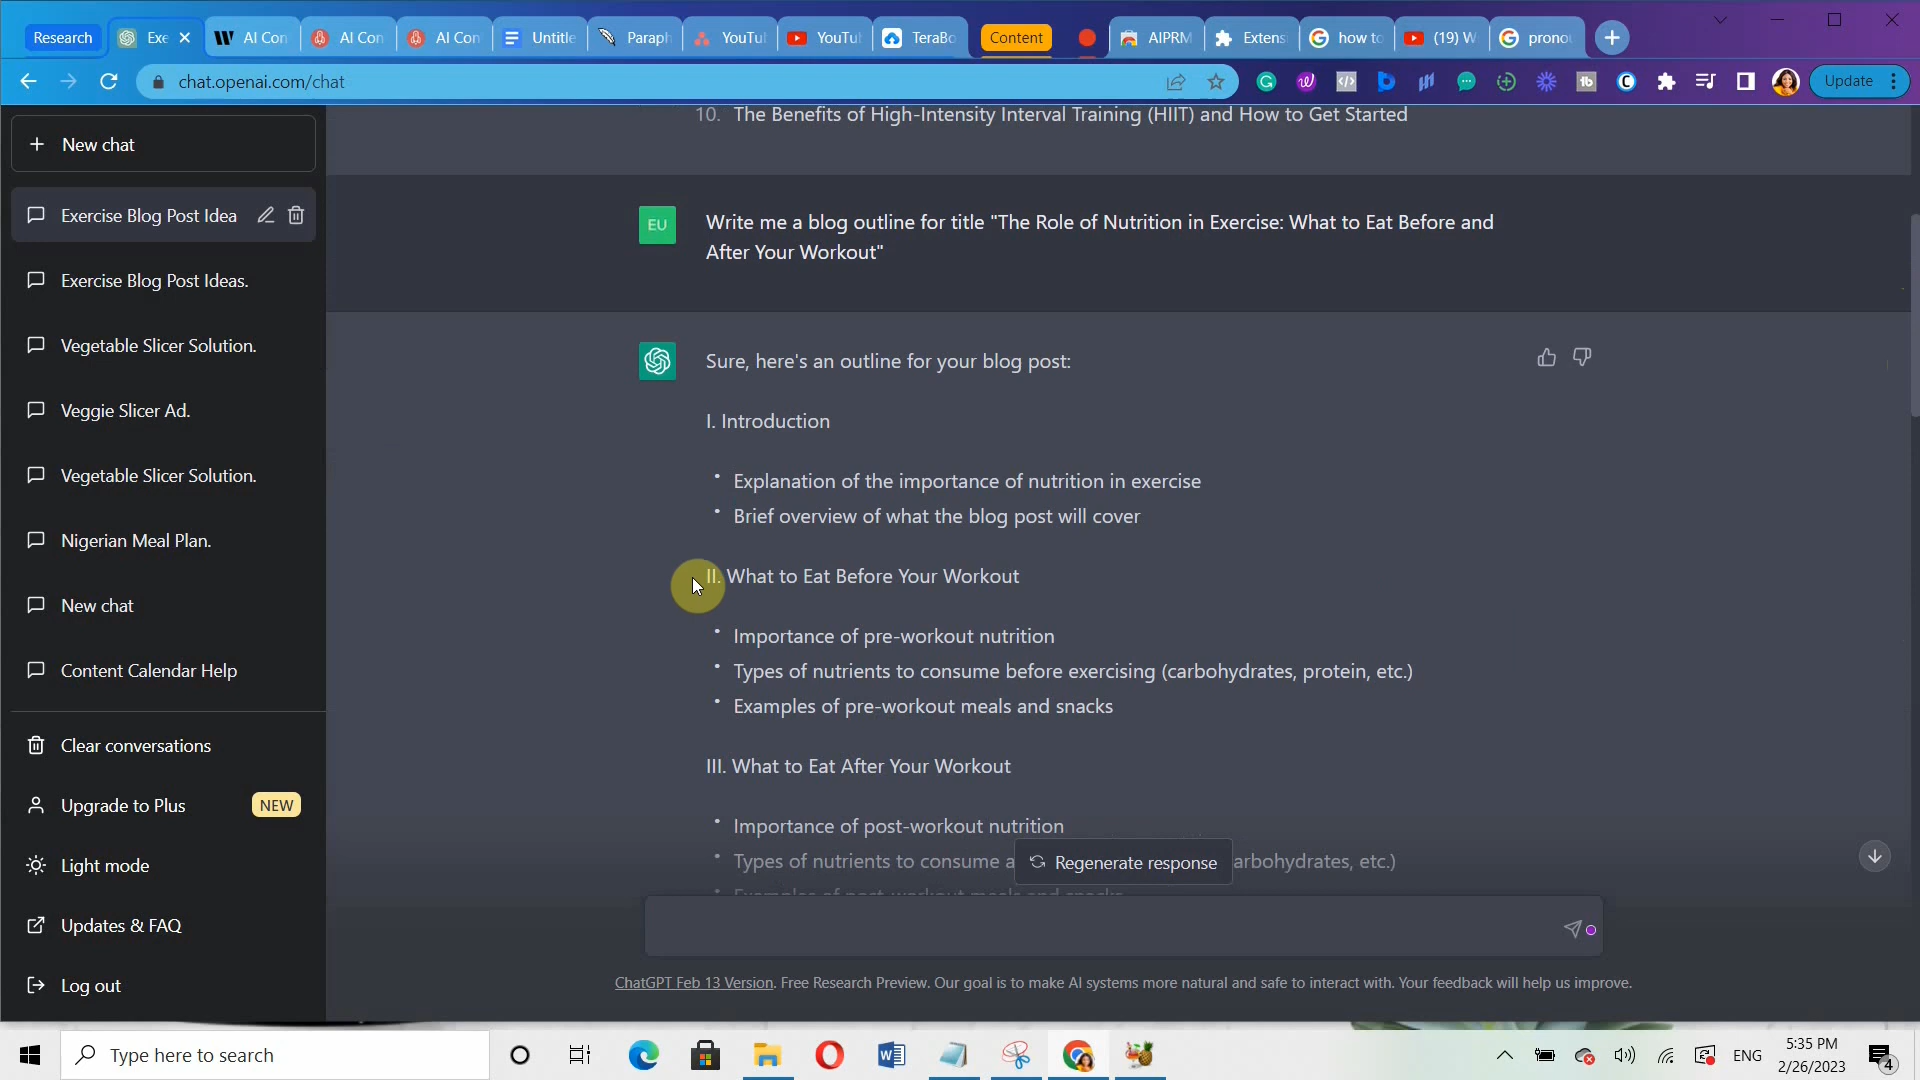 Research
Exe
AI Con
AI Con
AI Con
Untitle
Paraph
YouTu
YouTu
TeraBo
Content
AIPRM
Extens
how to
(19) W
prono
chat.openai.com/chat
Update
New chat
Exercise Blog Post Idea
Exercise Blog Post Ideas.
Vegetable Slicer Solution.
Veggie Slicer Ad.
Vegetable Slicer Solution.
Nigerian Meal Plan.
New chat
Content Calendar Help
Clear conversations
Upgrade to Plus
NEW
Light mode
Updates & FAQ
Log out
10. The Benefits of High-Intensity Interval Training (HIIT) and How to Get Started
EU
Write me a blog outline for title "The Role of Nutrition in Exercise: What to Eat Before and
After Your Workout"
Sure, here's an outline for your blog post:
I. Introduction
• Explanation of the importance of nutrition in exercise
• Brief overview of what the blog post will cover
II. What to Eat Before Your Workout
• Importance of pre-workout nutrition
• Types of nutrients to consume before exercising (carbohydrates, protein, etc.)
• Examples of pre-workout meals and snacks
III. What to Eat After Your Workout
• Importance of post-workout nutrition
• Types of nutrients to consume a
arbohydrates, etc.)
• Examples of post-workout meals and snacks
Regenerate response
ChatGPT Feb 13 Version. Free Research Preview. Our goal is to make AI systems more natural and safe to interact with. Your feedback will help us improve.
Type here to search
ENG
5:35 PM
2/26/2023
4